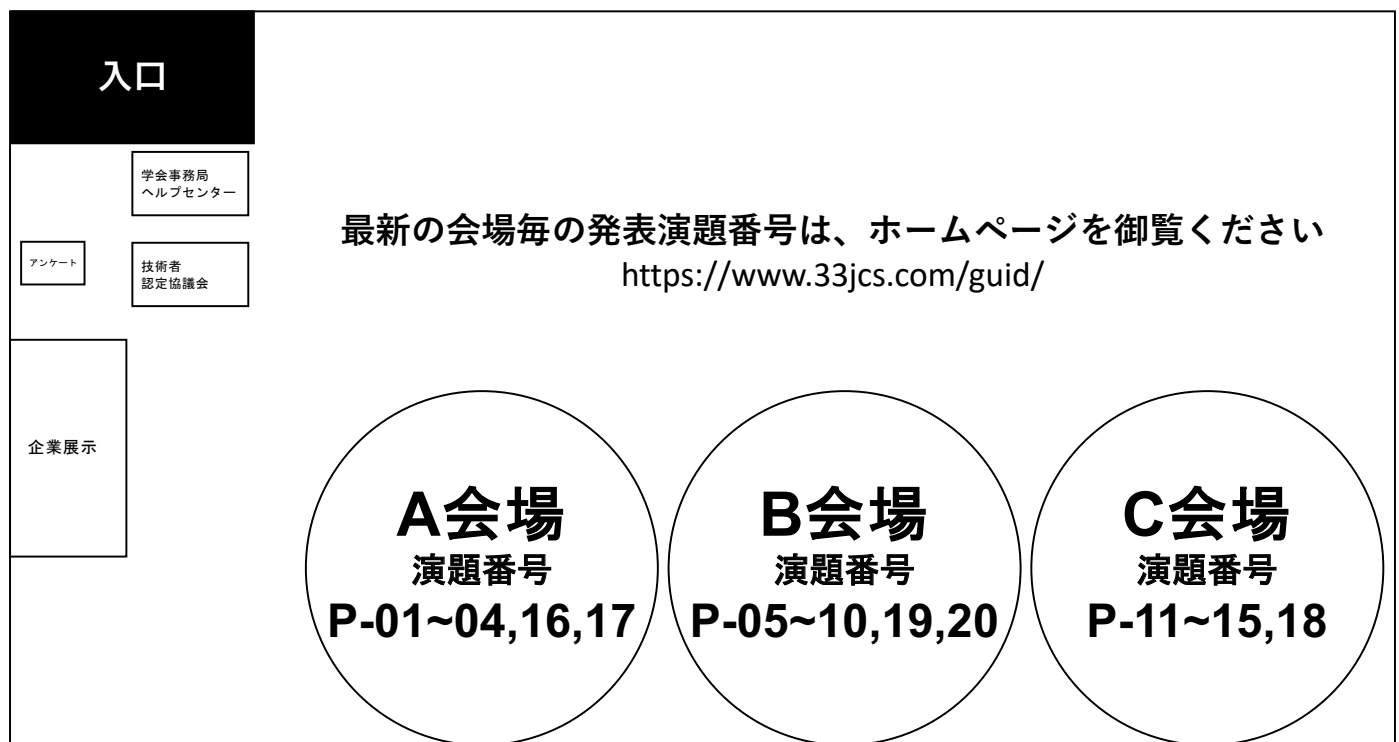 入口
学会事務局
ヘルプセンター
アンケート
技術者
認定協議会
企業展示
最新の会場毎の発表演題番号は、ホームページを御覧ください
https://www.33jcs.com/guid/
A会場
演題番号
P-01~04,16,17
B会場
演題番号
P-05~10,19,20
C会場
演題番号
P-11~15,18